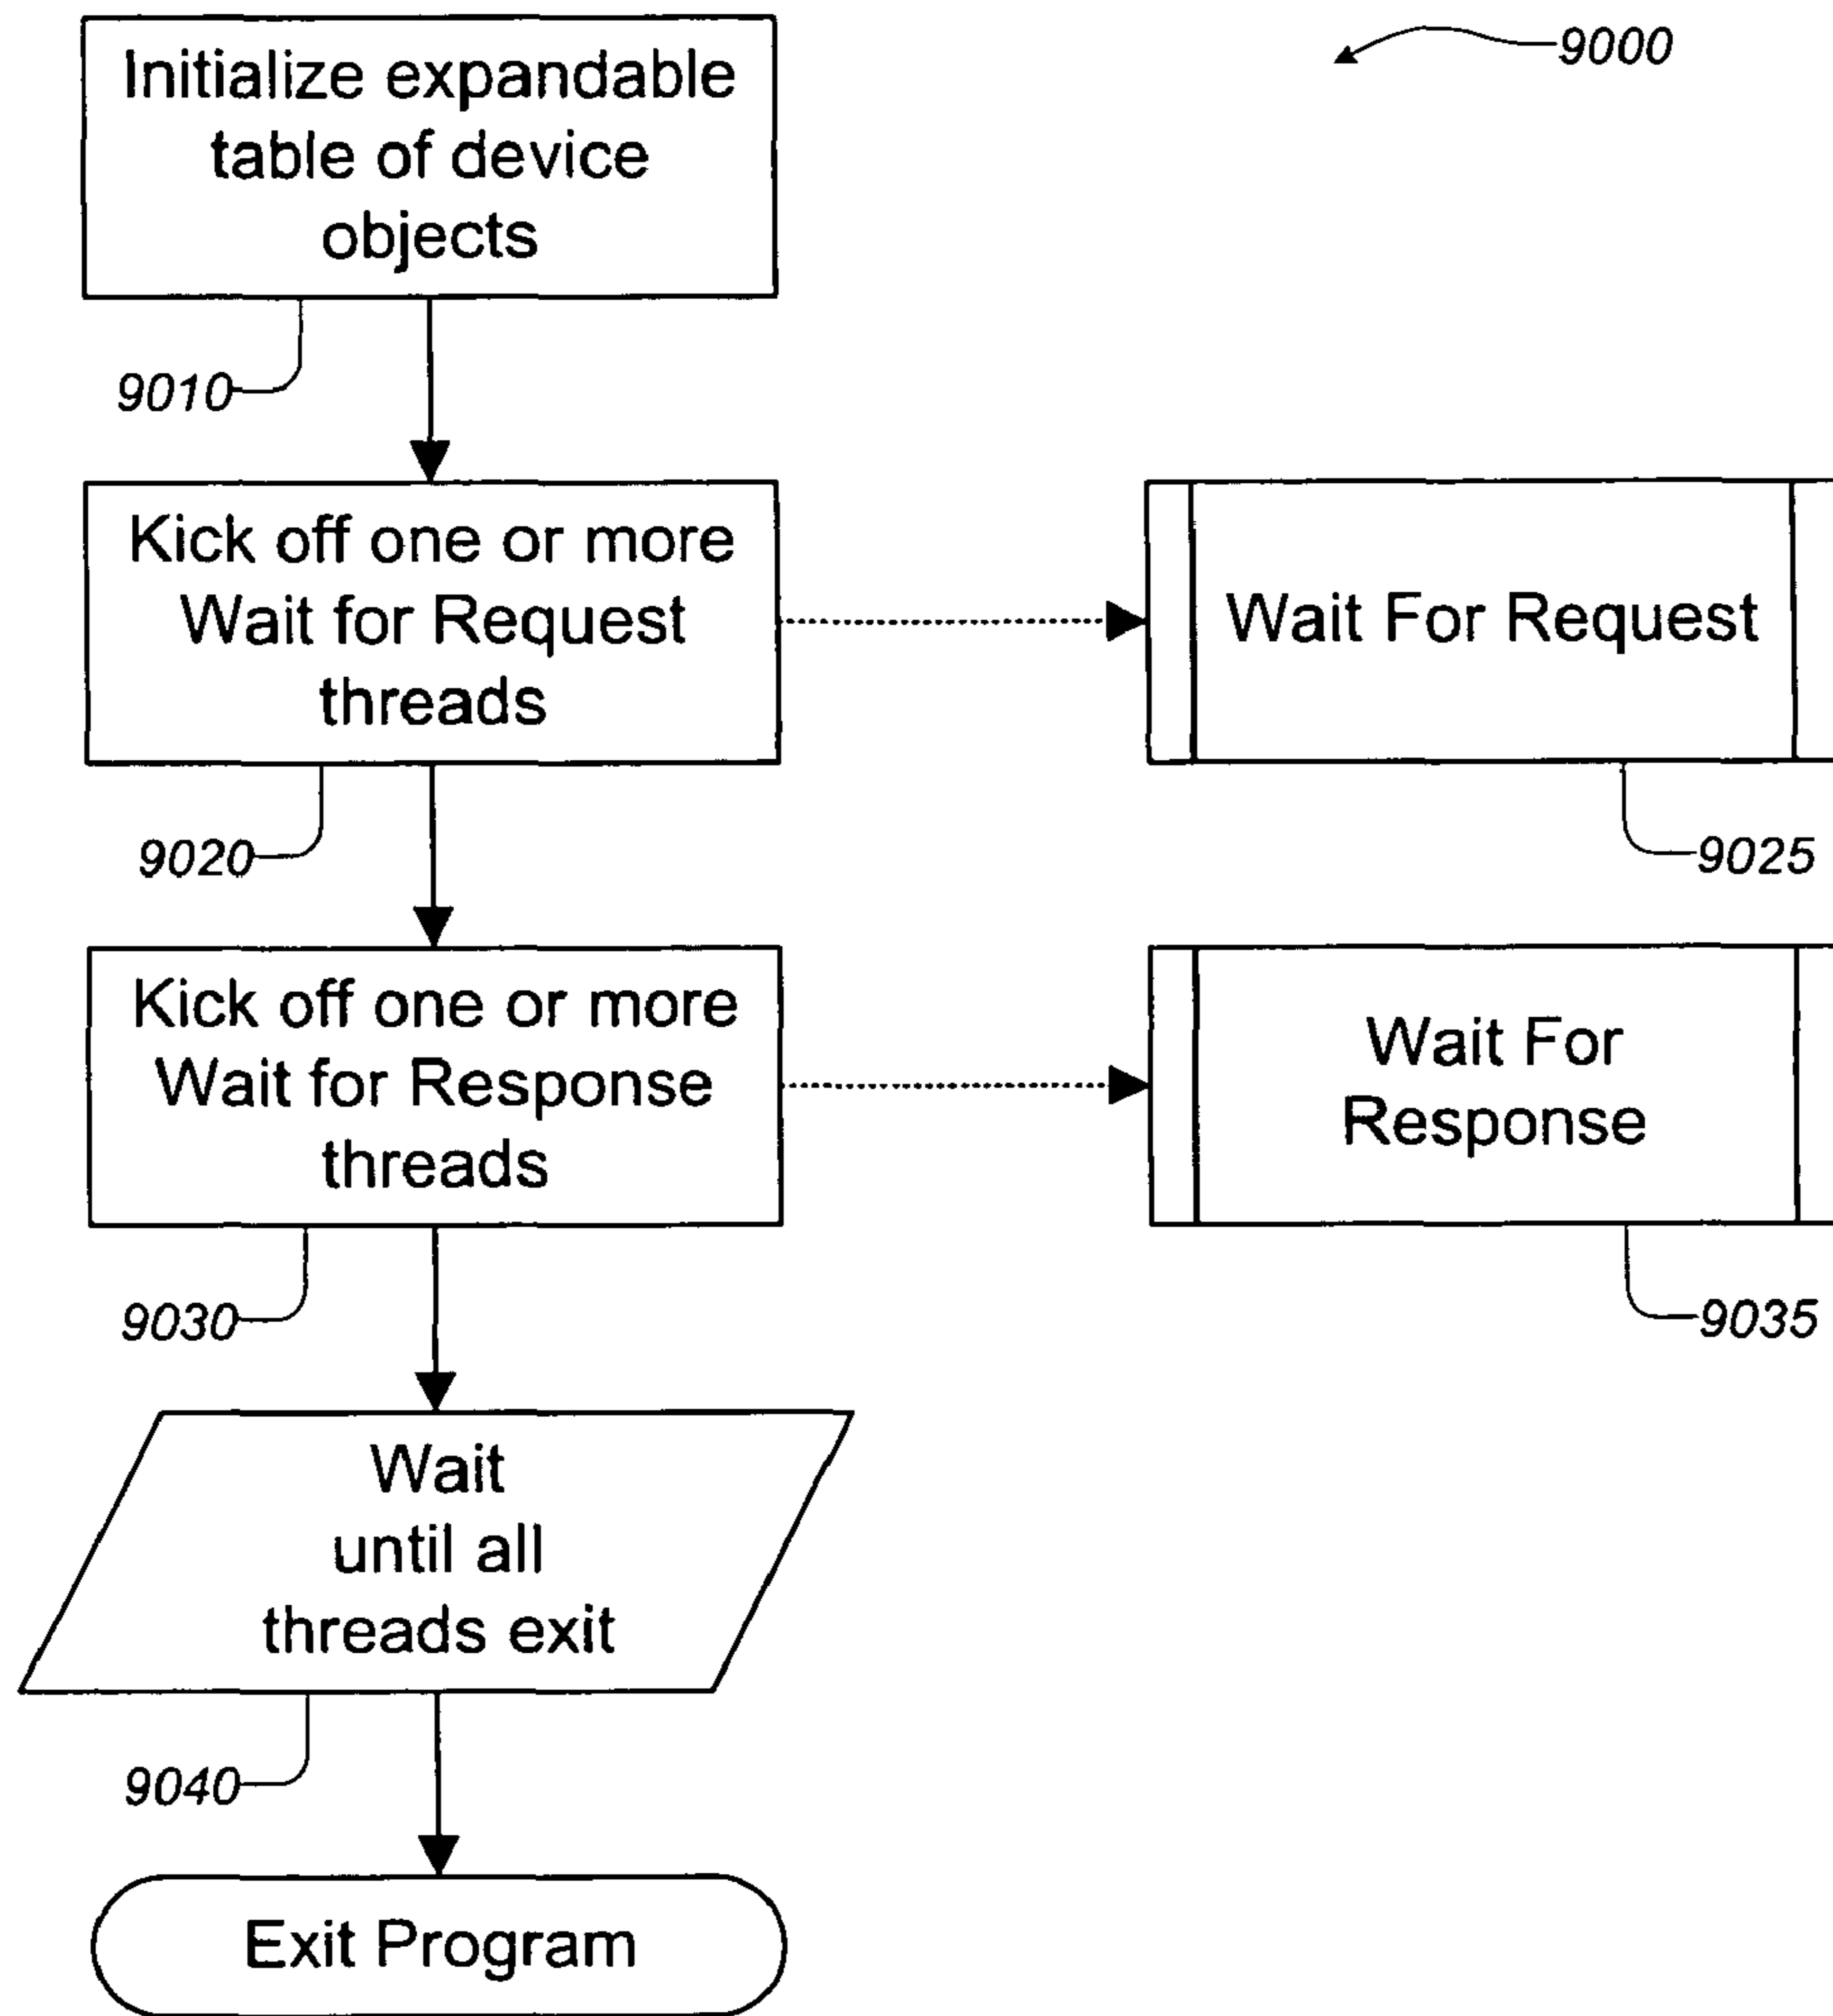 Initialize expandable
table of device
objects
9000
9010
Kick off one or more
Wait for Request
threads
Wait For Request
9020
9025
Kick off one or more
Wait for Response
threads
Wait For
Response
9030
9035
Wait
until all
threads exit
9040
Exit Program